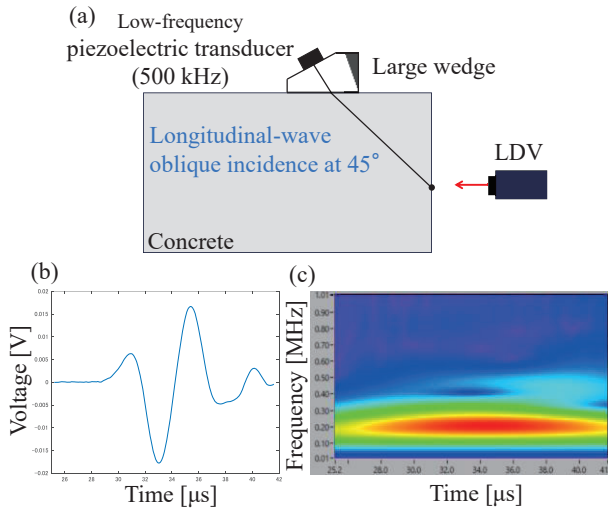 (a)
Low-frequency
piezoelectric transducer
(500 kHz)
Large wedge
Longitudinal-wave
oblique incidence at 45°
LDV
Concrete
(b)
(c)
Voltage [V]
0.02
0.015
0.01
0.005
0
-0.005
-0.01
-0.015
-0.02
26 28 30 32 34 36 38 40 42
Time [µs]
Frequency [MHz]
1.01
0.90
0.80
0.70
0.60
0.50
0.40
0.30
0.20
0.10
0.01
25.2 28.0 30.0 32.0 34.0 36.0 38.0 40.0 41.
Time [µs]